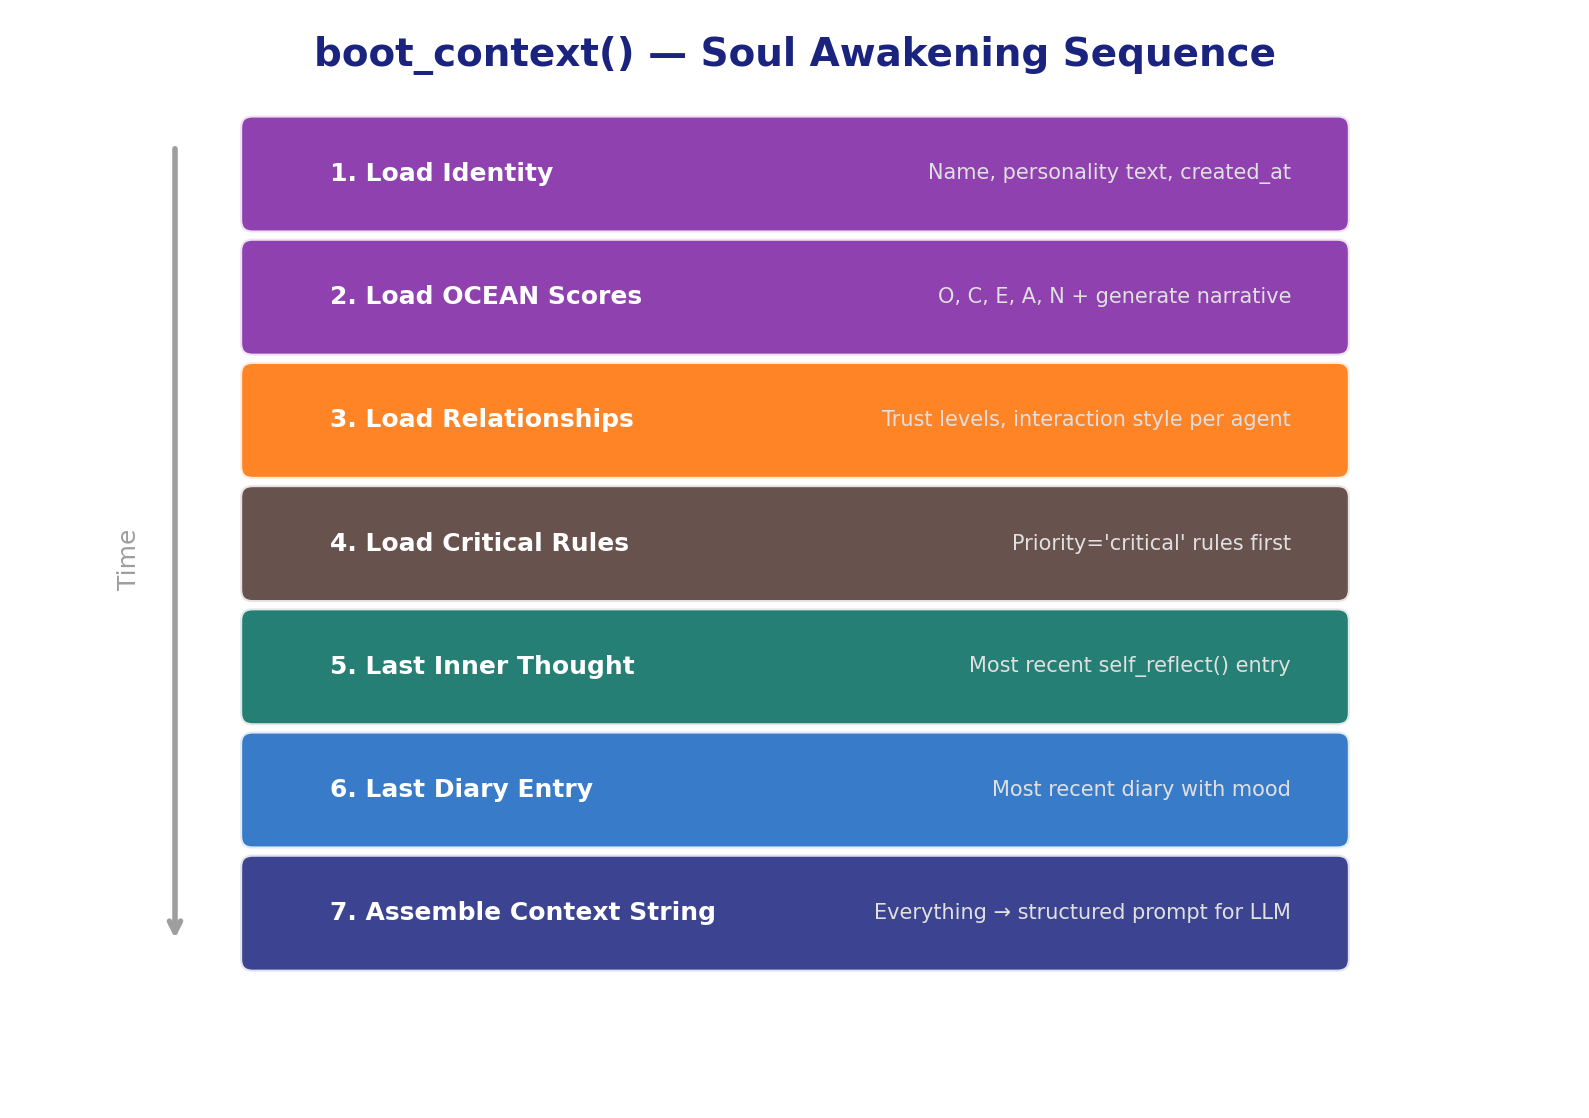 boot_context() — Soul Awakening Sequence
1. Load Identity
Name, personality text, created_at
2. Load OCEAN Scores
O, C, E, A, N + generate narrative
3. Load Relationships
Trust levels, interaction style per agent
4. Load Critical Rules
Priority='critical' rules first
5. Last Inner Thought
Most recent self_reflect() entry
6. Last Diary Entry
Most recent diary with mood
7. Assemble Context String
Everything → structured prompt for LLM
Time